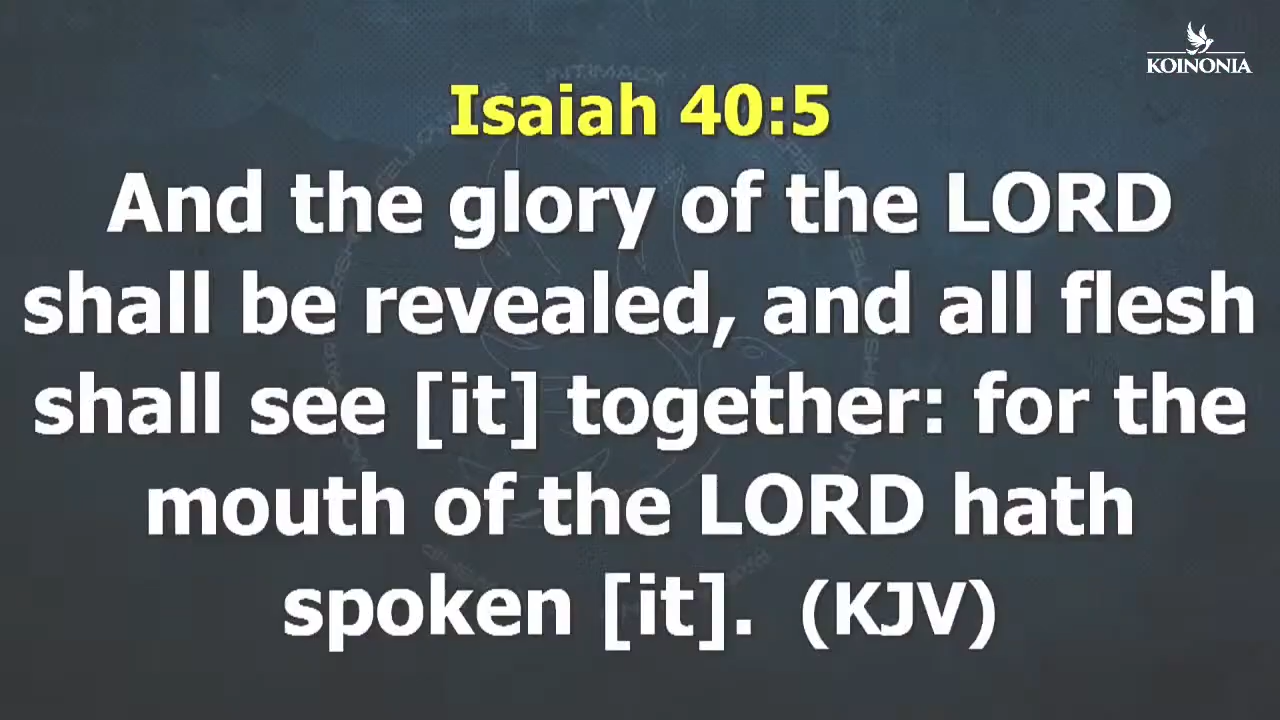 KOINONIA
Isaiah 40:5
And the glory of the LORD
shall be revealed, and all flesh
shall see [it] together: for the
mouth of the LORD hath
spoken [it].  (KJV)
INTIMACY